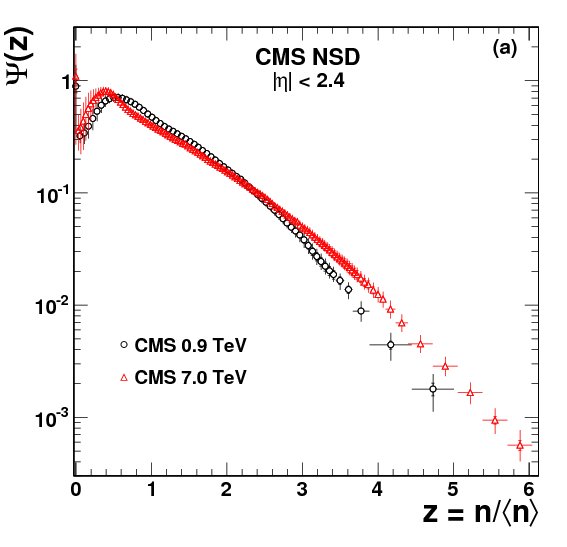 Ψ(z)
CMS NSD
|η| < 2.4
(a)
1
10⁻¹
10⁻²
10⁻³
CMS 0.9 TeV
CMS 7.0 TeV
0 1 2 3 4 5 6
z = n/⟨n⟩